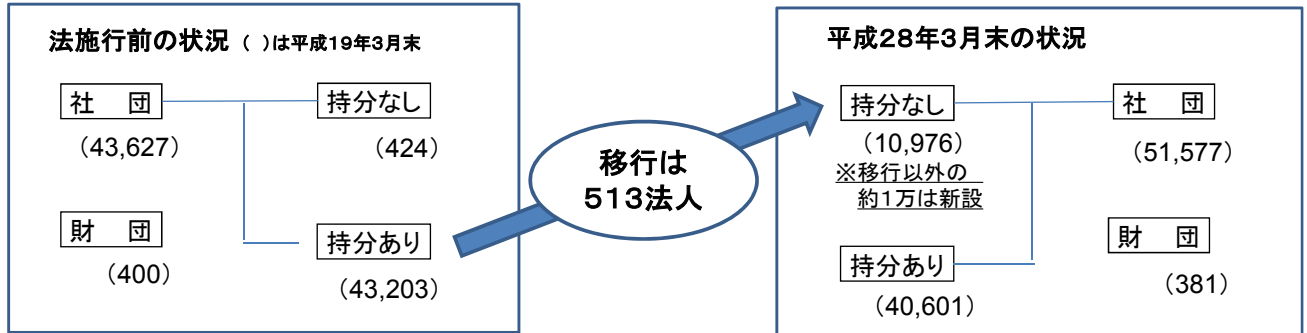 法施行前の状況 ( )は平成19年3月末
社 団
(43,627)
持分なし
(424)
財 団
(400)
持分あり
(43,203)
移行は
513法人
平成28年3月末の状況
持分なし
(10,976)
※移行以外の
約1万は新設
社 団
(51,577)
持分あり
(40,601)
財 団
(381)